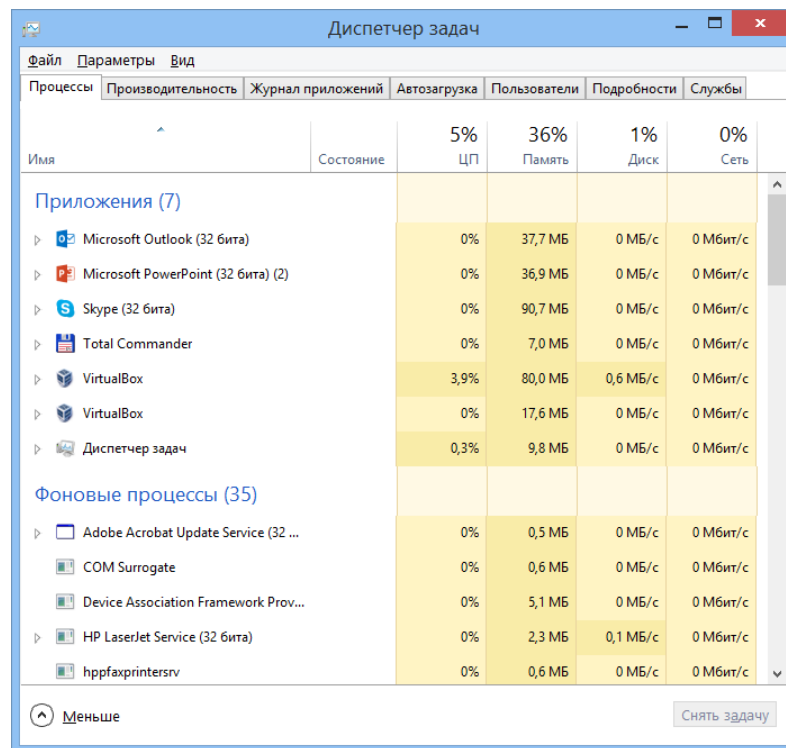 Диспетчер задач
Файл Параметры Вид
Процессы Производительность Журнал приложений Автозагрузка Пользователи Подробности Службы
5% 36% 1% 0%
Имя Состояние ЦП Память Диск Сеть
Приложения (7)
Microsoft Outlook (32 бита) 0% 37,7 МБ 0 МБ/с 0 Мбит/с
Microsoft PowerPoint (32 бита) (2) 0% 36,9 МБ 0 МБ/с 0 Мбит/с
Skype (32 бита) 0% 90,7 МБ 0 МБ/с 0 Мбит/с
Total Commander 0% 7,0 МБ 0 МБ/с 0 Мбит/с
VirtualBox 3,9% 80,0 МБ 0,6 МБ/с 0 Мбит/с
VirtualBox 0% 17,6 МБ 0 МБ/с 0 Мбит/с
Диспетчер задач 0,3% 9,8 МБ 0 МБ/с 0 Мбит/с
Фоновые процессы (35)
Adobe Acrobat Update Service (32 ... 0% 0,5 МБ 0 МБ/с 0 Мбит/с
COM Surrogate 0% 0,6 МБ 0 МБ/с 0 Мбит/с
Device Association Framework Prov... 0% 5,1 МБ 0 МБ/с 0 Мбит/с
HP LaserJet Service (32 бита) 0% 2,3 МБ 0,1 МБ/с 0 Мбит/с
hppfaxprintersrv 0% 0,6 МБ 0 МБ/с 0 Мбит/с
Меньше Снять задачу